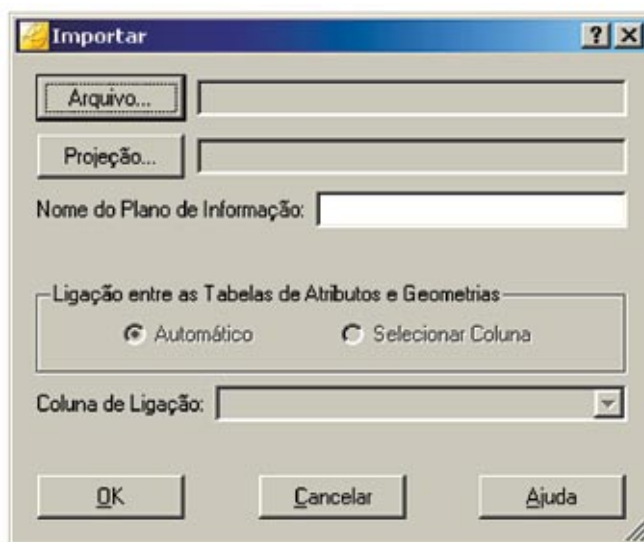 Importar
Arquivo...
Projeção...
Nome do Plano de Informação:
Ligação entre as Tabelas de Atributos e Geometrias
Automático Selecionar Coluna
Coluna de Ligação:
OK Cancelar Ajuda